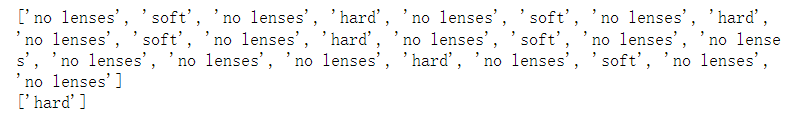 ['no lenses', 'soft', 'no lenses', 'hard', 'no lenses', 'soft', 'no lenses', 'hard',
'no lenses', 'soft', 'no lenses', 'hard', 'no lenses', 'soft', 'no lenses', 'no lense
s', 'no lenses', 'no lenses', 'no lenses', 'hard', 'no lenses', 'soft', 'no lenses',
'no lenses']
['hard']